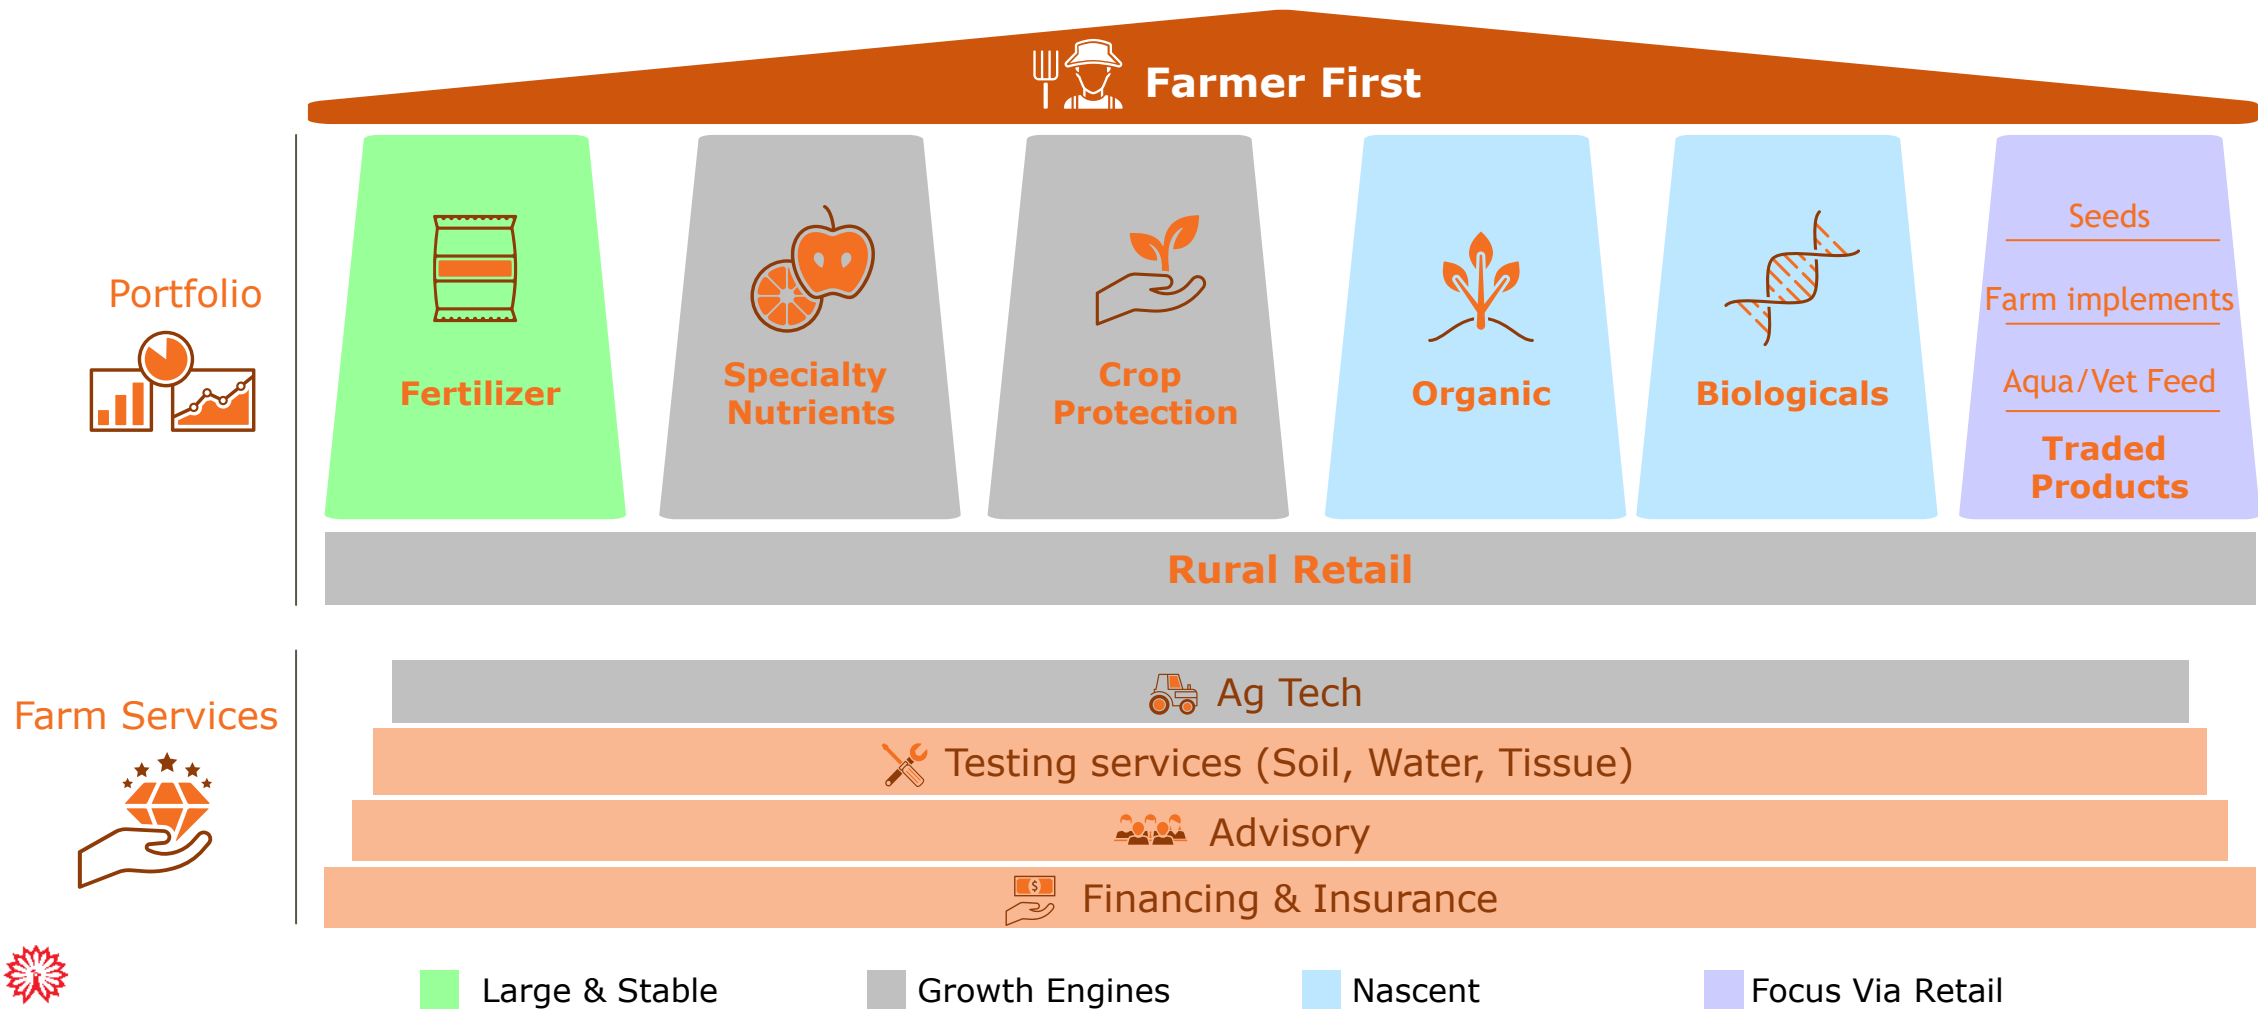 Farmer First
Portfolio
Fertilizer
Specialty
Nutrients
Crop
Protection
Organic
Biologicals
Seeds
Farm implements
Aqua/Vet Feed
Traded
Products
Rural Retail
Farm Services
Ag Tech
Testing services (Soil, Water, Tissue)
Advisory
$
Financing & Insurance
Large & Stable
Growth Engines
Nascent
Focus Via Retail